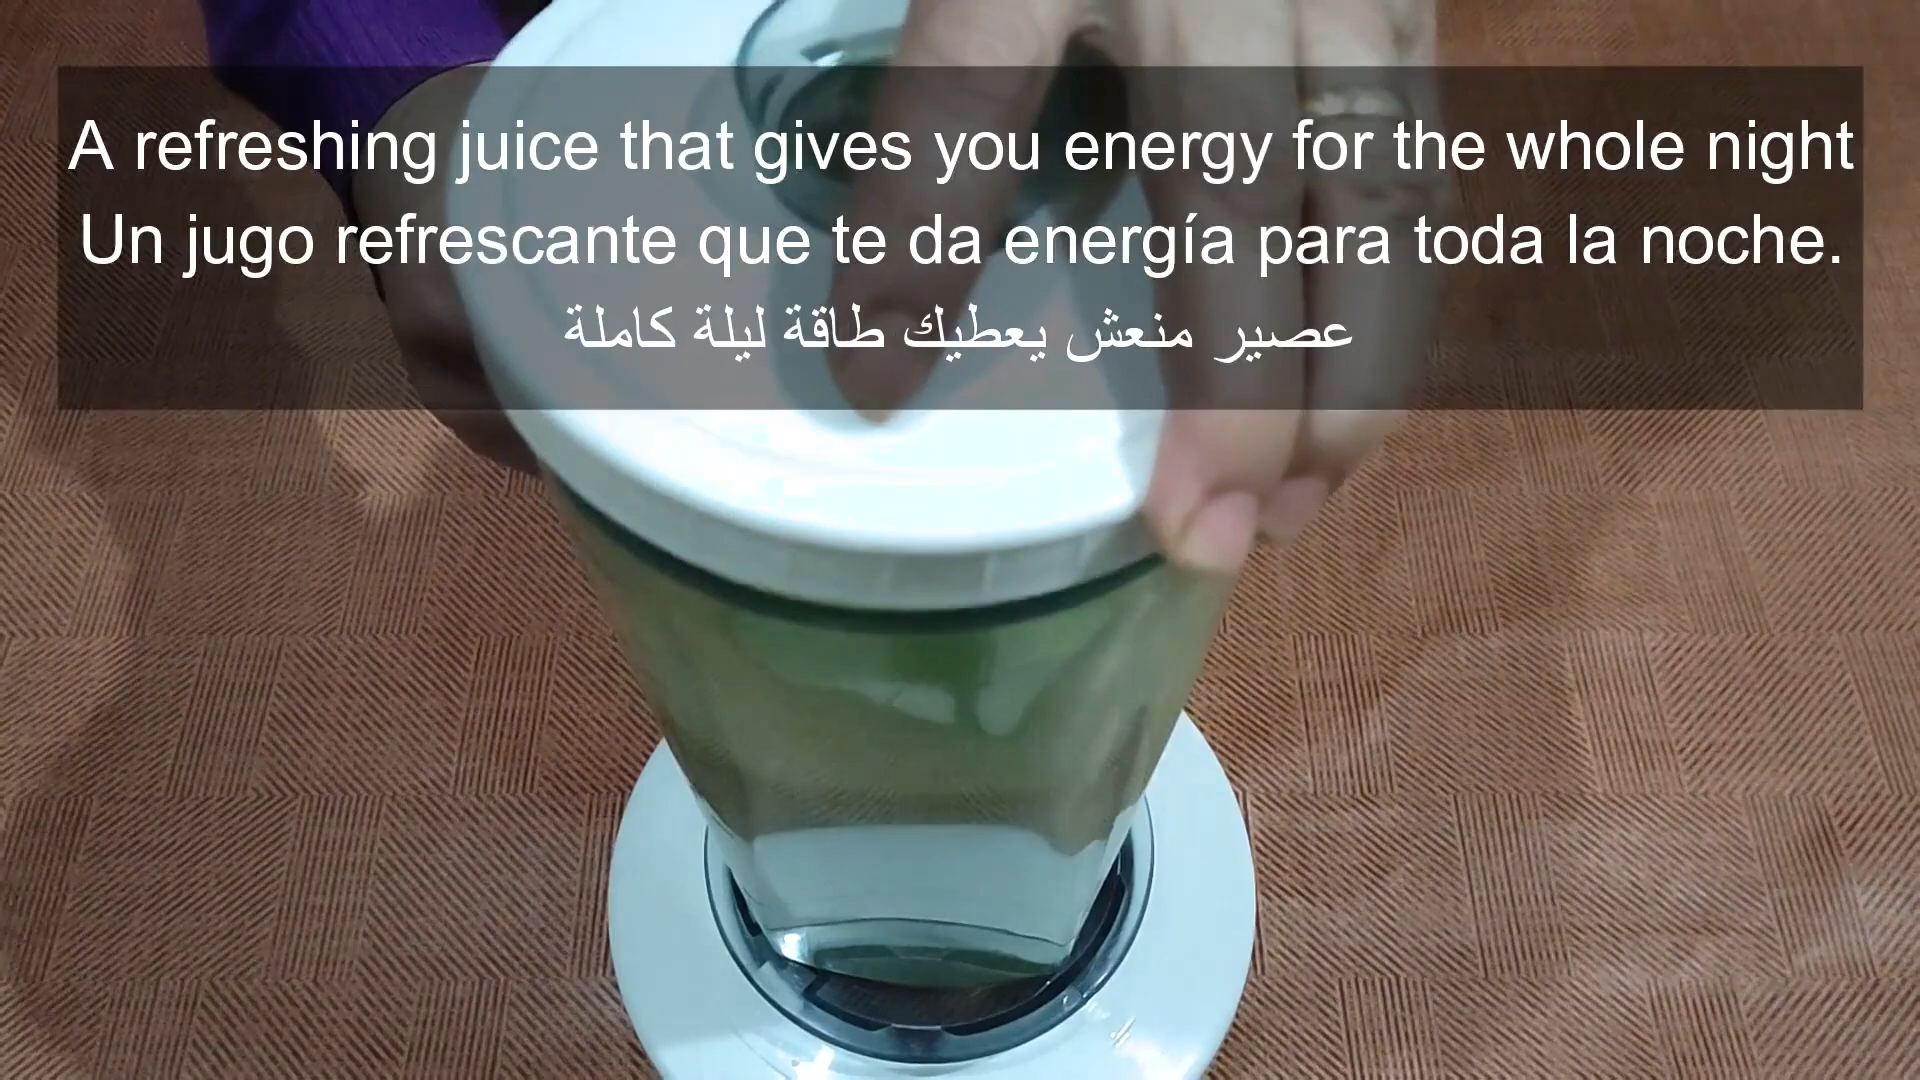 A refreshing juice that gives you energy for the whole night
Un jugo refrescante que te da energía para toda la noche.
عصير منعش يعطيك طاقة ليلة كاملة